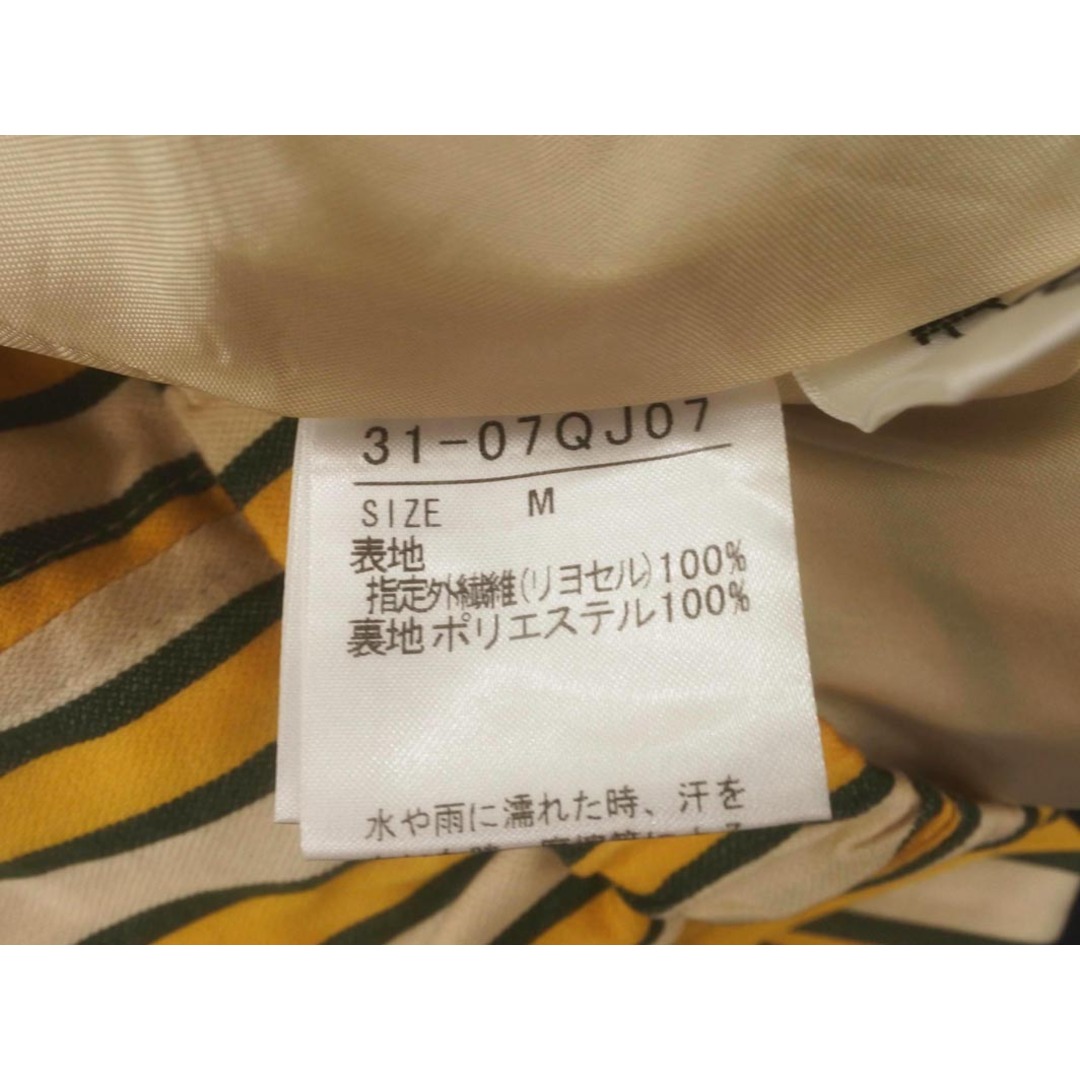 31-07QJ07
SIZE M
表地
指定外繊維(リヨセル)100%
裏地 ポリエステル100%
水や雨に濡れた時、汗を